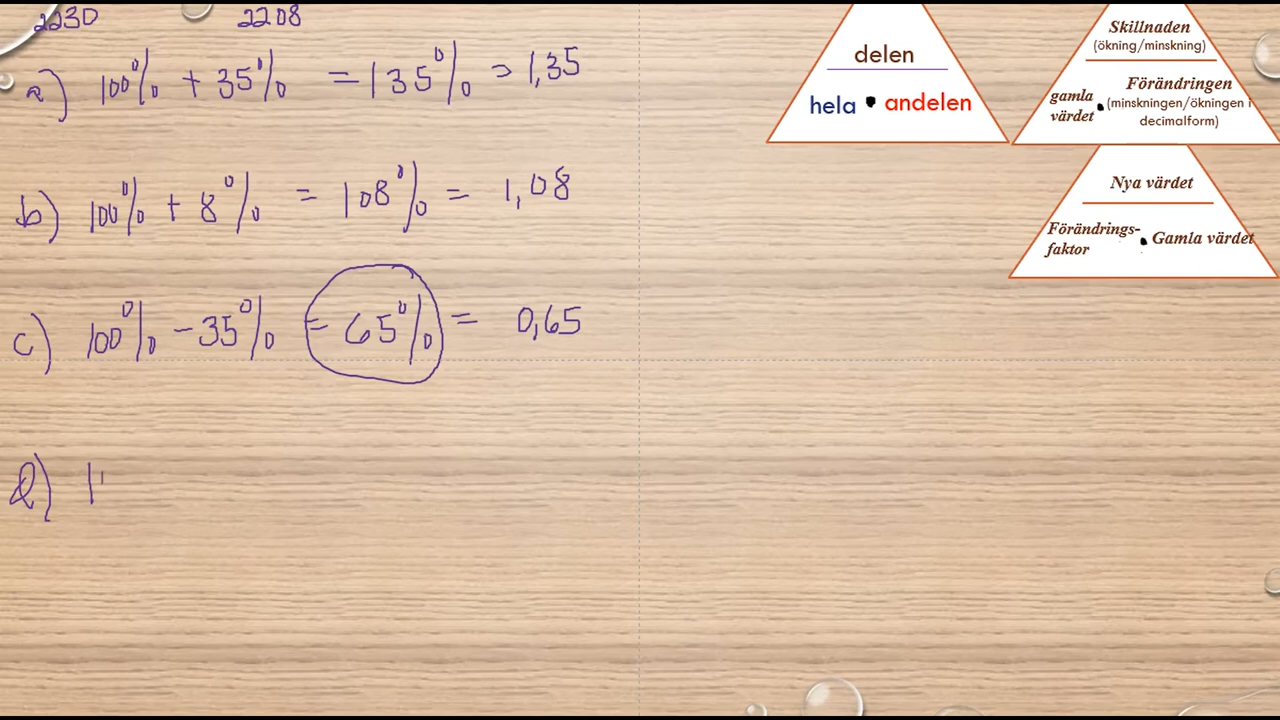 2230 2208
a) 100% + 35% = 135% = 1,35
b) 100% + 8% = 108% = 1,08
c) 100% - 35% = 65% = 0,65
d) 1
delen
hela • andelen
Skillnaden
(ökning/minskning)
gamla värdet • Förändringen
(minskningen/ökningen i
decimalform)
Nya värdet
Förändrings-
faktor • Gamla värdet